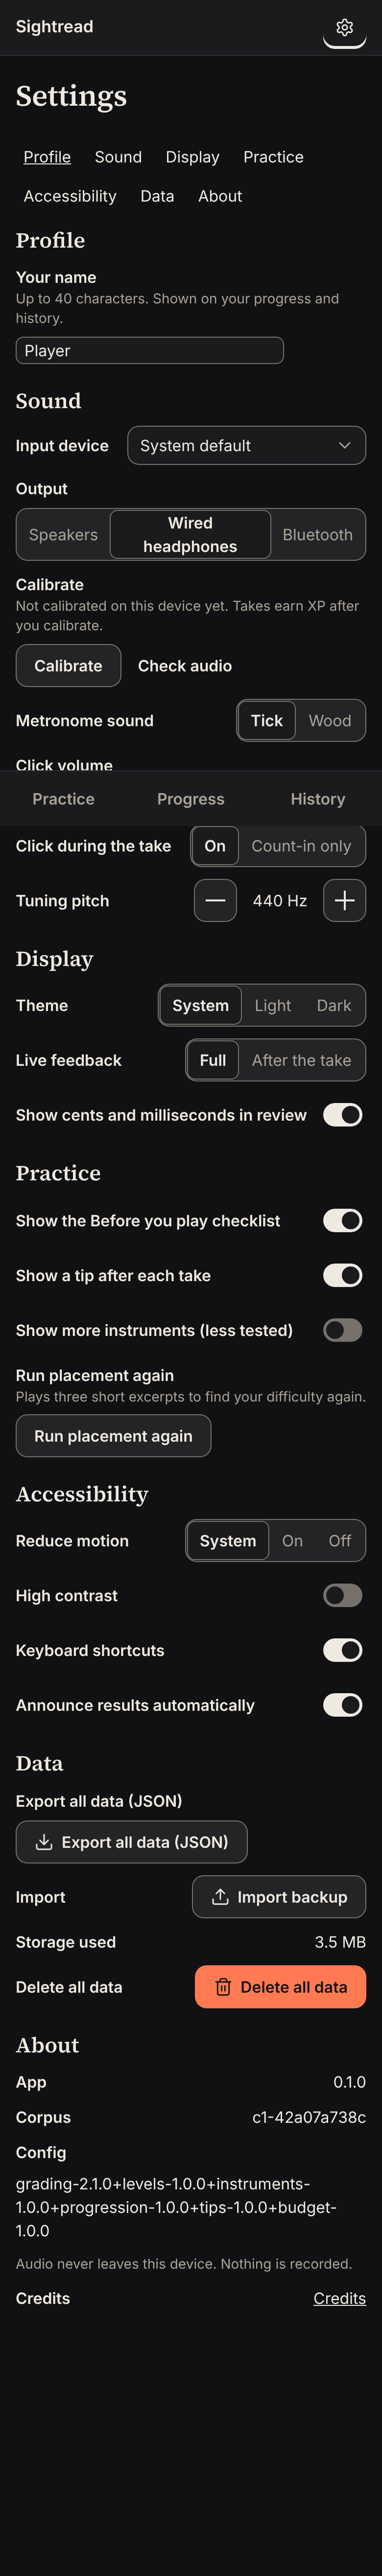 Sightread
Settings
Profile Sound Display Practice
Accessibility Data About
Profile
Your name
Up to 40 characters. Shown on your progress and
history.
Player
Sound
Input device System default
Output
Speakers Wired headphones Bluetooth
Calibrate
Not calibrated on this device yet. Takes earn XP after
you calibrate.
Calibrate Check audio
Metronome sound Tick Wood
Click volume
Practice Progress History
Click during the take On Count-in only
Tuning pitch 440 Hz
Display
Theme System Light Dark
Live feedback Full After the take
Show cents and milliseconds in review
Practice
Show the Before you play checklist
Show a tip after each take
Show more instruments (less tested)
Run placement again
Plays three short excerpts to find your difficulty again.
Run placement again
Accessibility
Reduce motion System On Off
High contrast
Keyboard shortcuts
Announce results automatically
Data
Export all data (JSON)
Export all data (JSON)
Import Import backup
Storage used 3.5 MB
Delete all data Delete all data
About
App 0.1.0
Corpus c1-42a07a738c
Config
grading-2.1.0+levels-1.0.0+instruments-
1.0.0+progression-1.0.0+tips-1.0.0+budget-
1.0.0
Audio never leaves this device. Nothing is recorded.
Credits Credits